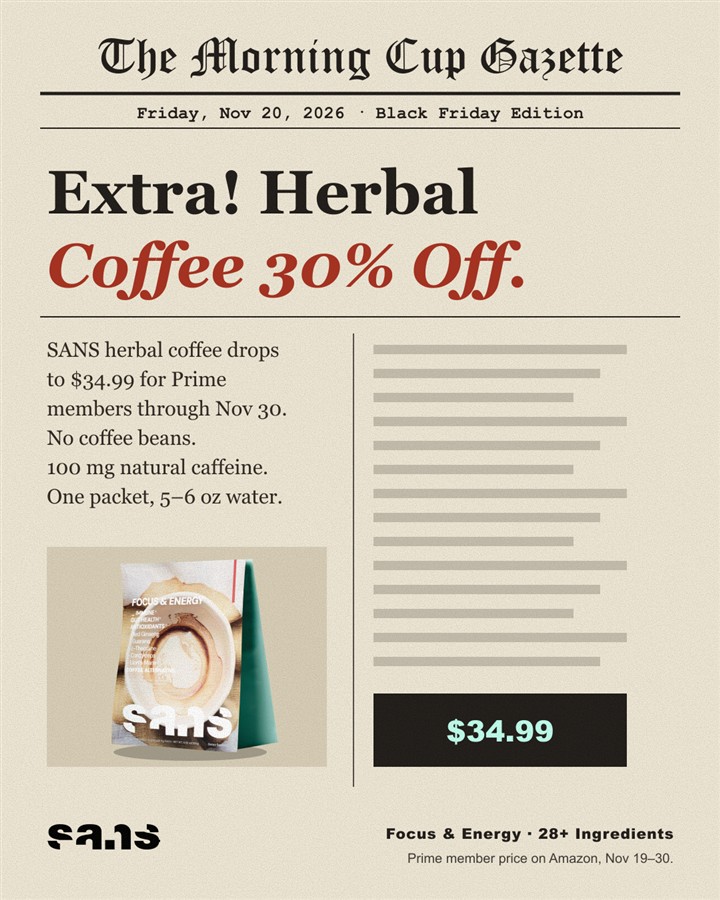 The Morning Cup Gazette
Friday, Nov 20, 2026 · Black Friday Edition
Extra! Herbal
Coffee 30% Off.
SANS herbal coffee drops
to $34.99 for Prime
members through Nov 30.
No coffee beans.
100 mg natural caffeine.
One packet, 5–6 oz water.
FOCUS & ENERGY
ANTIOXIDANTS
sans
$34.99
sans
Focus & Energy · 28+ Ingredients
Prime member price on Amazon, Nov 19–30.